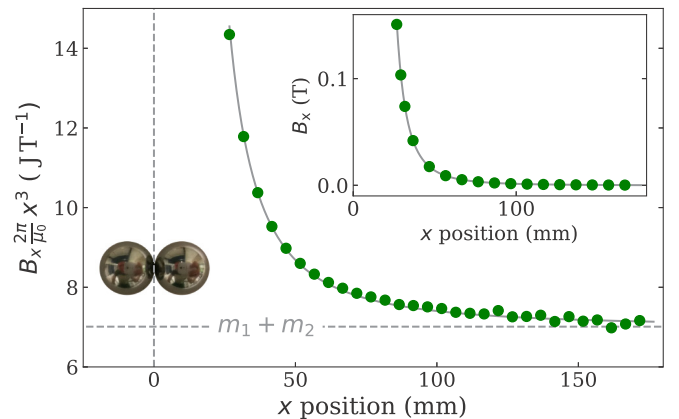 14
12
10
8
6
B_x 2π/μ₀ x³ ( J T⁻¹)
0.1
0.0
B_x (T)
0
100
x position (mm)
m₁ + m₂
0
50
100
150
x position (mm)